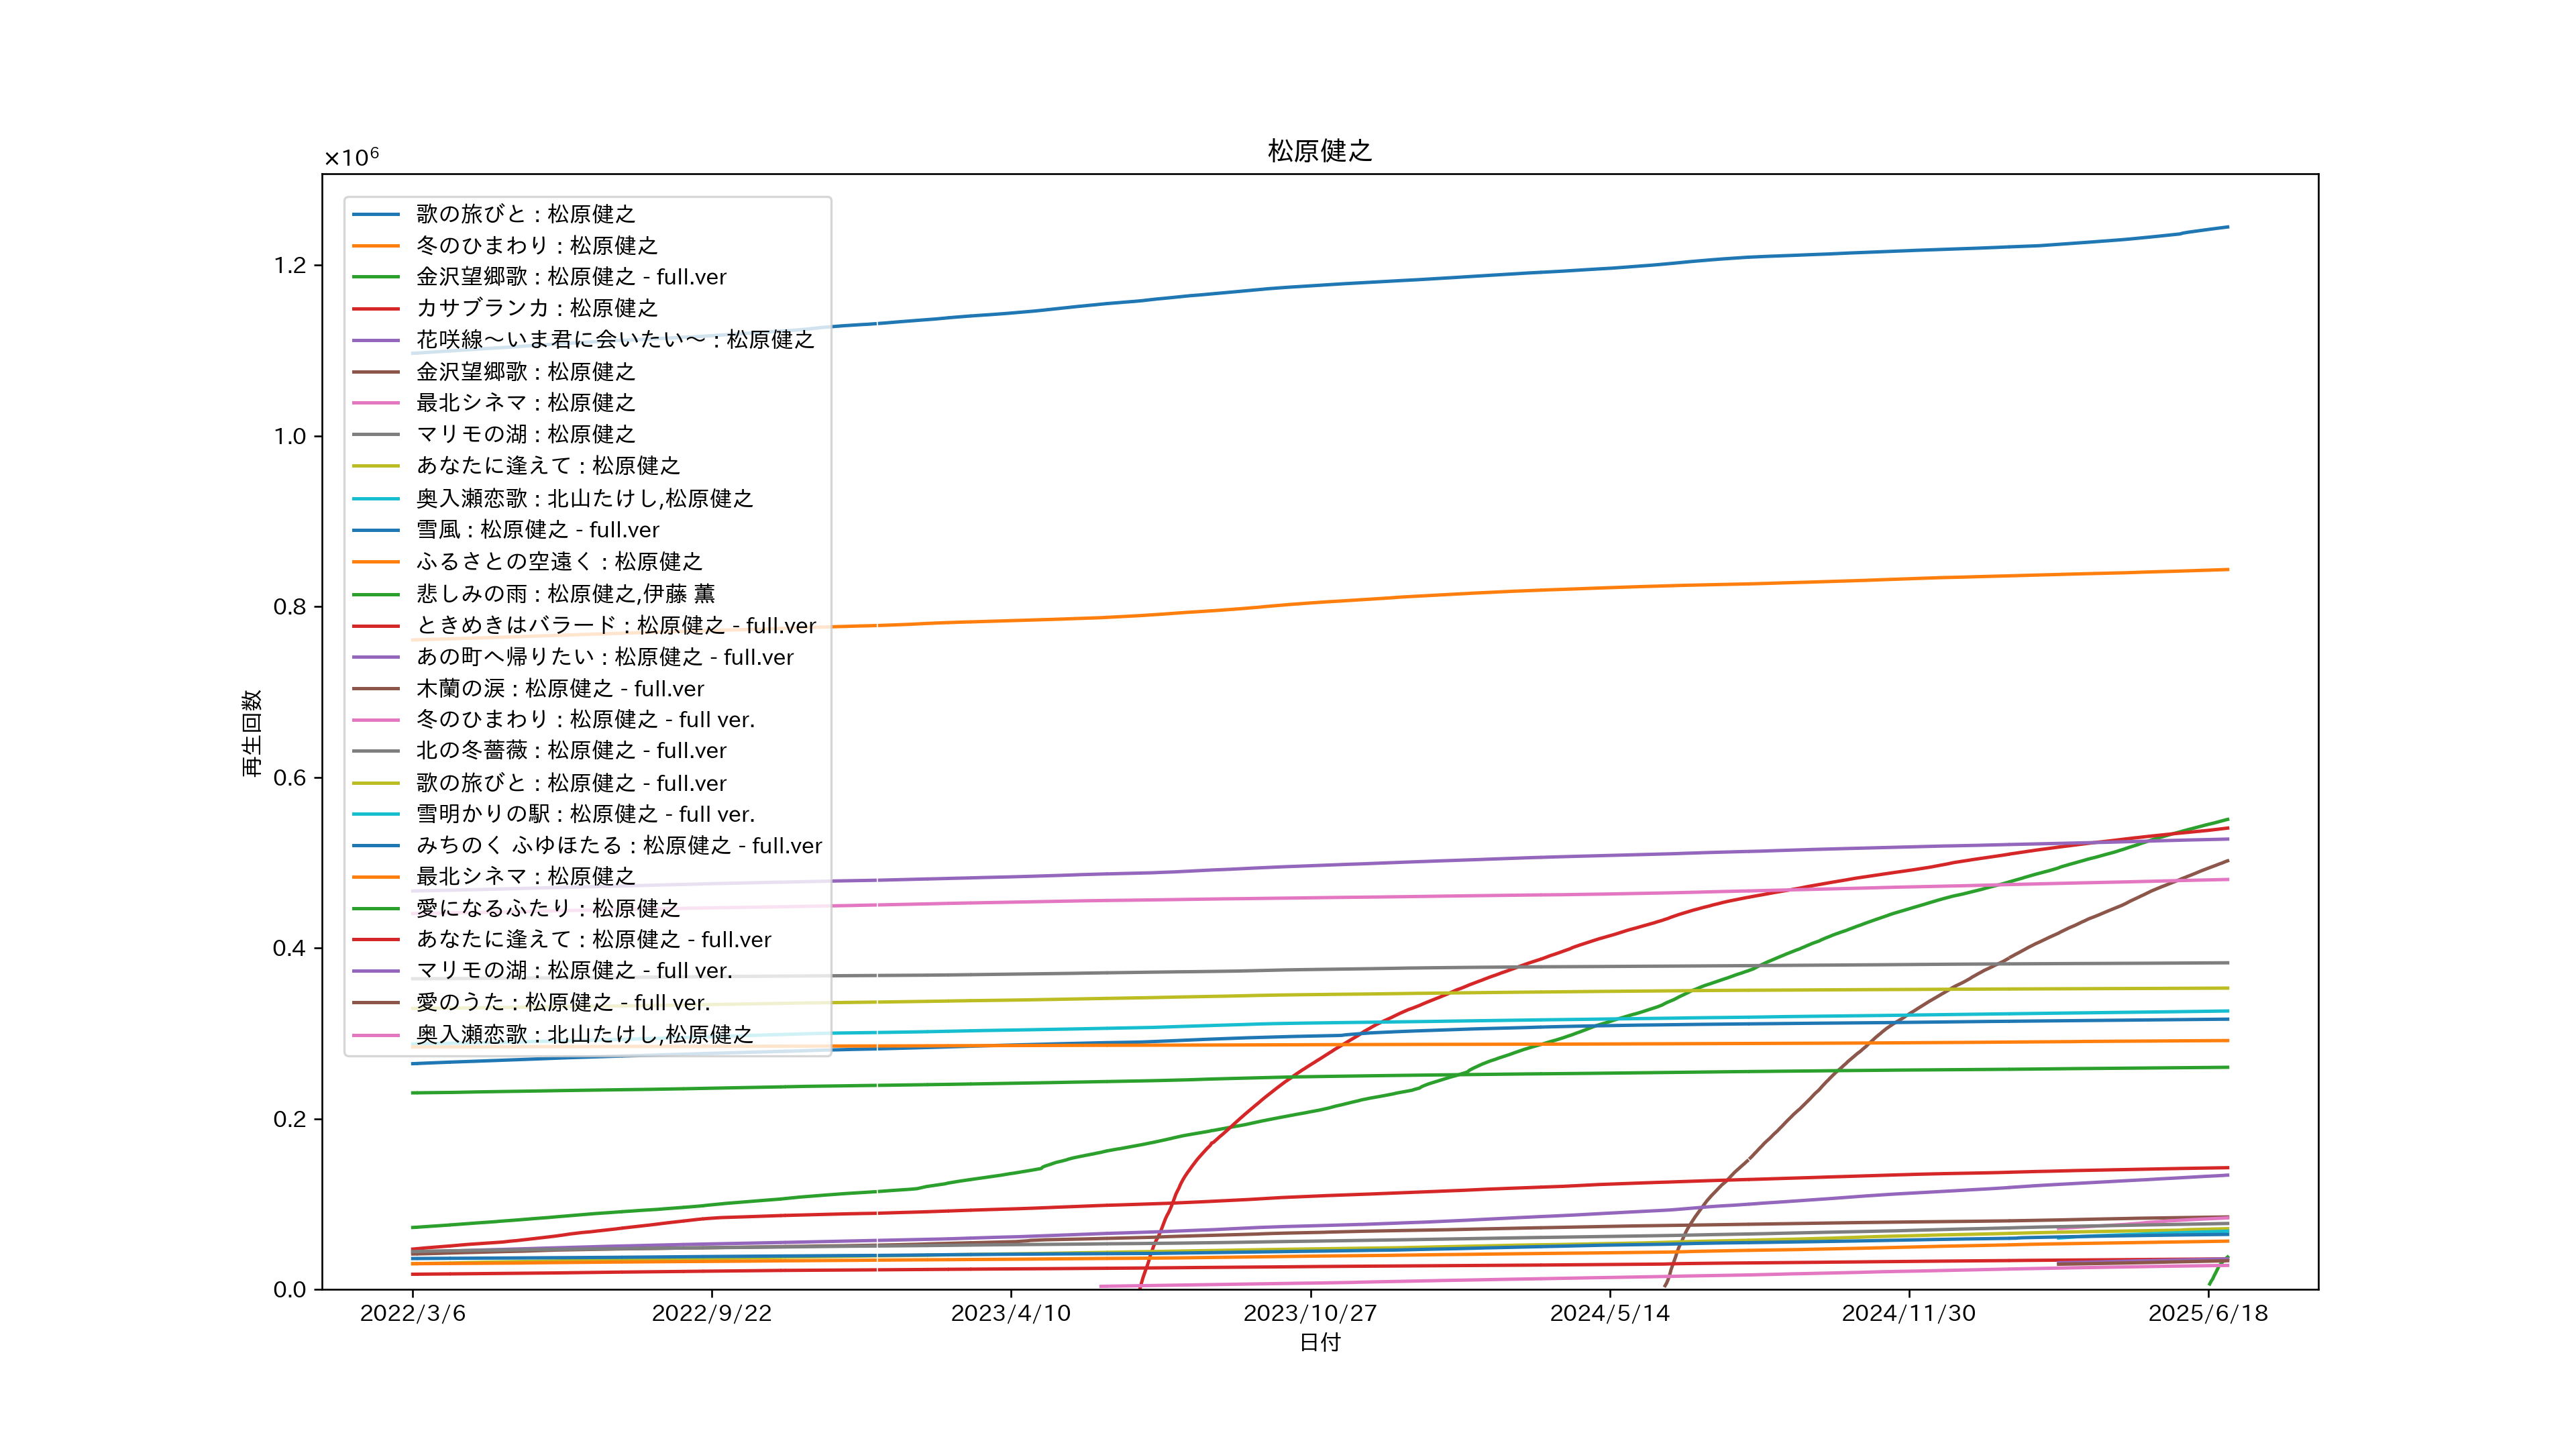 松原健之
×10⁶
歌の旅びと : 松原健之
冬のひまわり : 松原健之
金沢望郷歌 : 松原健之 - full.ver
カサブランカ : 松原健之
花咲線～いま君に会いたい～ : 松原健之
金沢望郷歌 : 松原健之
最北シネマ : 松原健之
マリモの湖 : 松原健之
あなたに逢えて : 松原健之
奥入瀬恋歌 : 北山たけし,松原健之
雪風 : 松原健之 - full.ver
ふるさとの空遠く : 松原健之
悲しみの雨 : 松原健之,伊藤 薫
ときめきはバラード : 松原健之 - full.ver
あの町へ帰りたい : 松原健之 - full.ver
木蘭の涙 : 松原健之 - full.ver
冬のひまわり : 松原健之 - full ver.
北の冬薔薇 : 松原健之 - full.ver
歌の旅びと : 松原健之 - full.ver
雪明かりの駅 : 松原健之 - full ver.
みちのく ふゆほたる : 松原健之 - full.ver
最北シネマ : 松原健之
愛になるふたり : 松原健之
あなたに逢えて : 松原健之 - full.ver
マリモの湖 : 松原健之 - full ver.
愛のうた : 松原健之 - full ver.
奥入瀬恋歌 : 北山たけし,松原健之
1.2
1.0
0.8
0.6
0.4
0.2
0.0
再生回数
2022/3/6
2022/9/22
2023/4/10
2023/10/27
2024/5/14
2024/11/30
2025/6/18
日付